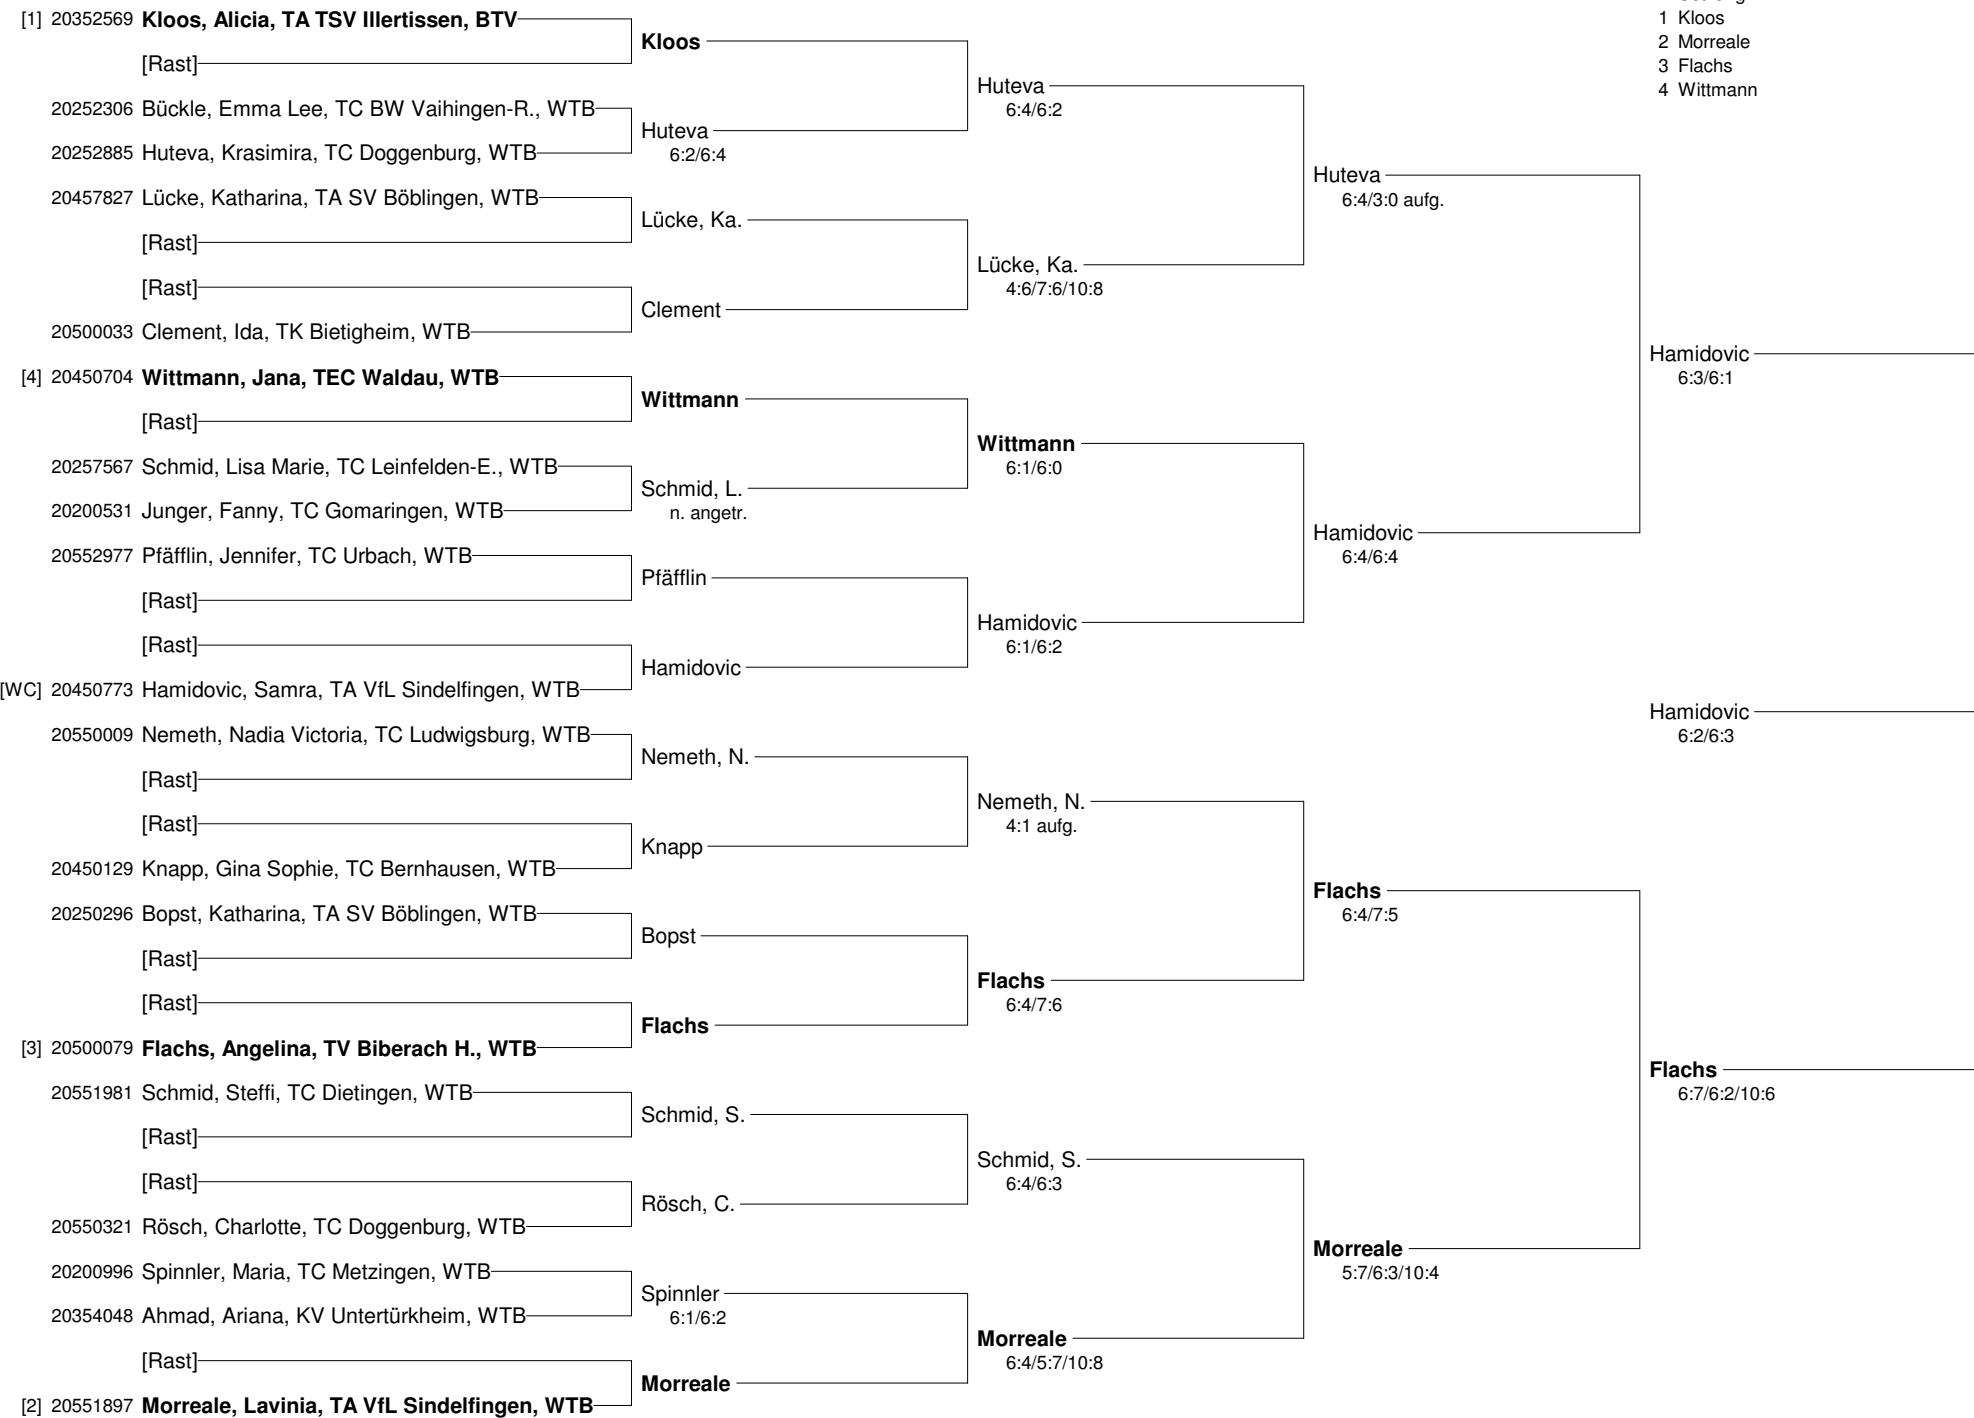 [1] 20352569 Kloos, Alicia, TA TSV Illertissen, BTV
[Rast]
20252306 Bückle, Emma Lee, TC BW Vaihingen-R., WTB
20252885 Huteva, Krasimira, TC Doggenburg, WTB
20457827 Lücke, Katharina, TA SV Böblingen, WTB
[Rast]
[Rast]
20500033 Clement, Ida, TK Bietigheim, WTB
[4] 20450704 Wittmann, Jana, TEC Waldau, WTB
[Rast]
20257567 Schmid, Lisa Marie, TC Leinfelden-E., WTB
20200531 Junger, Fanny, TC Gomaringen, WTB
20552977 Pfäfflin, Jennifer, TC Urbach, WTB
[Rast]
[Rast]
[WC] 20450773 Hamidovic, Samra, TA VfL Sindelfingen, WTB
20550009 Nemeth, Nadia Victoria, TC Ludwigsburg, WTB
[Rast]
[Rast]
20450129 Knapp, Gina Sophie, TC Bernhausen, WTB
20250296 Bopst, Katharina, TA SV Böblingen, WTB
[Rast]
[Rast]
[3] 20500079 Flachs, Angelina, TV Biberach H., WTB
20551981 Schmid, Steffi, TC Dietingen, WTB
[Rast]
[Rast]
20550321 Rösch, Charlotte, TC Doggenburg, WTB
20200996 Spinnler, Maria, TC Metzingen, WTB
20354048 Ahmad, Ariana, KV Untertürkheim, WTB
[Rast]
[2] 20551897 Morreale, Lavinia, TA VfL Sindelfingen, WTB
Kloos
Huteva
6:2/6:4
Lücke, Ka.
Clement
Wittmann
Schmid, L.
n. angetr.
Pfäfflin
Hamidovic
Nemeth, N.
Knapp
Bopst
Flachs
Schmid, S.
Rösch, C.
Spinnler
6:1/6:2
Morreale
Huteva
6:4/6:2
Lücke, Ka.
4:6/7:6/10:8
Wittmann
6:1/6:0
Hamidovic
6:1/6:2
Nemeth, N.
4:1 aufg.
Flachs
6:4/7:6
Schmid, S.
6:4/6:3
Morreale
6:4/5:7/10:8
Huteva
6:4/3:0 aufg.
Hamidovic
6:4/6:4
Flachs
6:4/7:5
Morreale
5:7/6:3/10:4
1 Kloos
2 Morreale
3 Flachs
4 Wittmann
Hamidovic
6:3/6:1
Hamidovic
6:2/6:3
Flachs
6:7/6:2/10:6